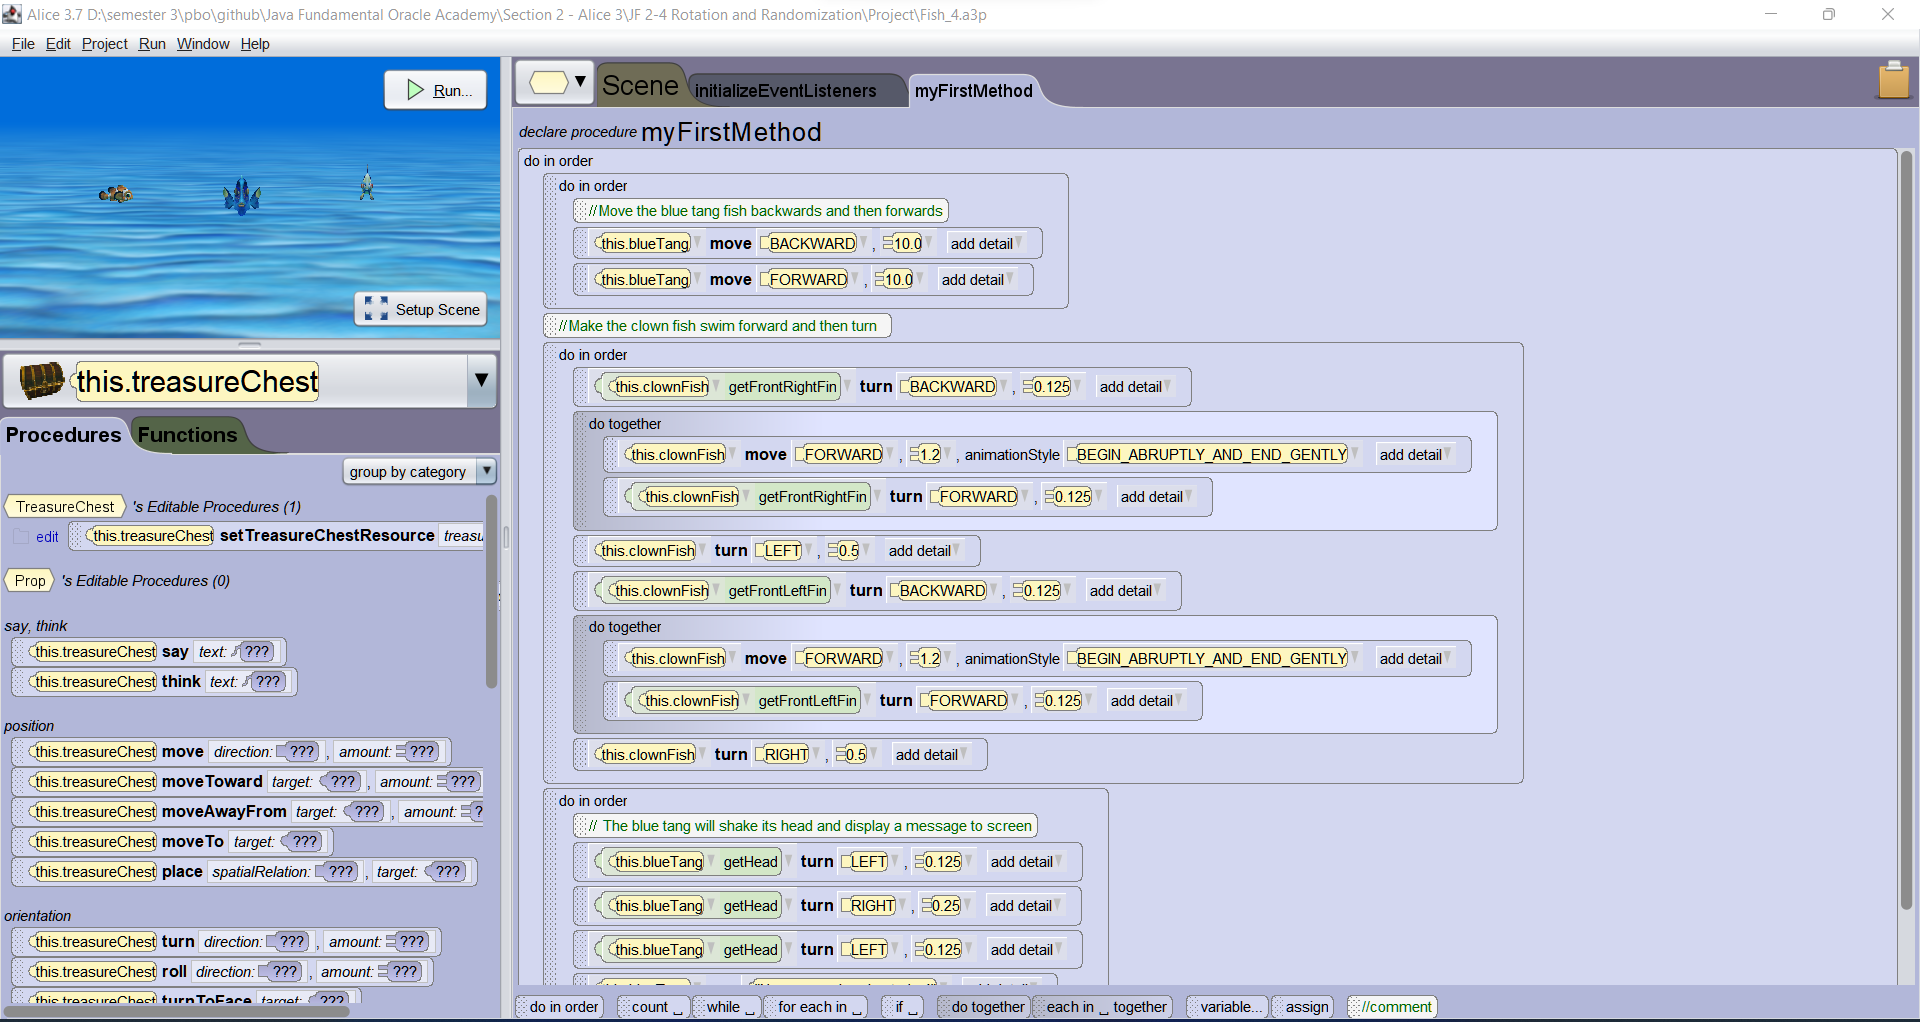 Alice 3.7 D:\semester 3\pbo\github\Java Fundamental Oracle Academy\Section 2 - Alice 3\JF 2-4 Rotation and Randomization\Project\Fish_4.a3p
File Edit Project Run Window Help
Run...
Setup Scene
this.treasureChest
Procedures Functions
group by category
TreasureChest 's Editable Procedures (1)
edit this.treasureChest setTreasureChestResource treasu
Prop 's Editable Procedures (0)
say, think
this.treasureChest say text: ???
this.treasureChest think text: ???
position
this.treasureChest move direction: ??? , amount: ???
this.treasureChest moveToward target: ??? , amount: ???
this.treasureChest moveAwayFrom target: ??? , amount: ?
this.treasureChest moveTo target: ???
this.treasureChest place spatialRelation: ??? , target: ???
orientation
this.treasureChest turn direction: ??? , amount: ???
this.treasureChest roll direction: ??? , amount: ???
this.treasureChest turnToFace target: ???
Scene initializeEventListeners myFirstMethod
declare procedure myFirstMethod
do in order
do in order
//Move the blue tang fish backwards and then forwards
this.blueTang move BACKWARD , 10.0 add detail
this.blueTang move FORWARD , 10.0 add detail
//Make the clown fish swim forward and then turn
do in order
this.clownFish getFrontRightFin turn BACKWARD , 0.125 add detail
do together
this.clownFish move FORWARD , 1.2 , animationStyle BEGIN_ABRUPTLY_AND_END_GENTLY add detail
this.clownFish getFrontRightFin turn FORWARD , 0.125 add detail
this.clownFish turn LEFT , 0.5 add detail
this.clownFish getFrontLeftFin turn BACKWARD , 0.125 add detail
do together
this.clownFish move FORWARD , 1.2 , animationStyle BEGIN_ABRUPTLY_AND_END_GENTLY add detail
this.clownFish getFrontLeftFin turn FORWARD , 0.125 add detail
this.clownFish turn RIGHT , 0.5 add detail
do in order
// The blue tang will shake its head and display a message to screen
this.blueTang getHead turn LEFT , 0.125 add detail
this.blueTang getHead turn RIGHT , 0.25 add detail
this.blueTang getHead turn LEFT , 0.125 add detail
do in order count ␣ while ␣ for each in ␣ if ␣ do together each in ␣ together variable... assign //comment